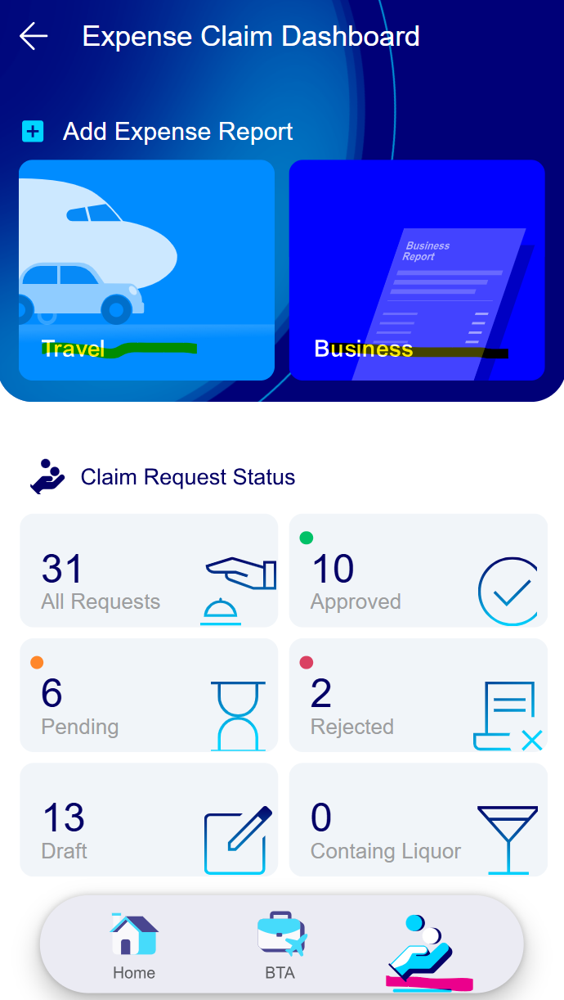 Expense Claim Dashboard
Add Expense Report
Business
Report
Travel
Business
Claim Request Status
31
All Requests
10
Approved
6
Pending
2
Rejected
13
Draft
0
Containg Liquor
Home
BTA